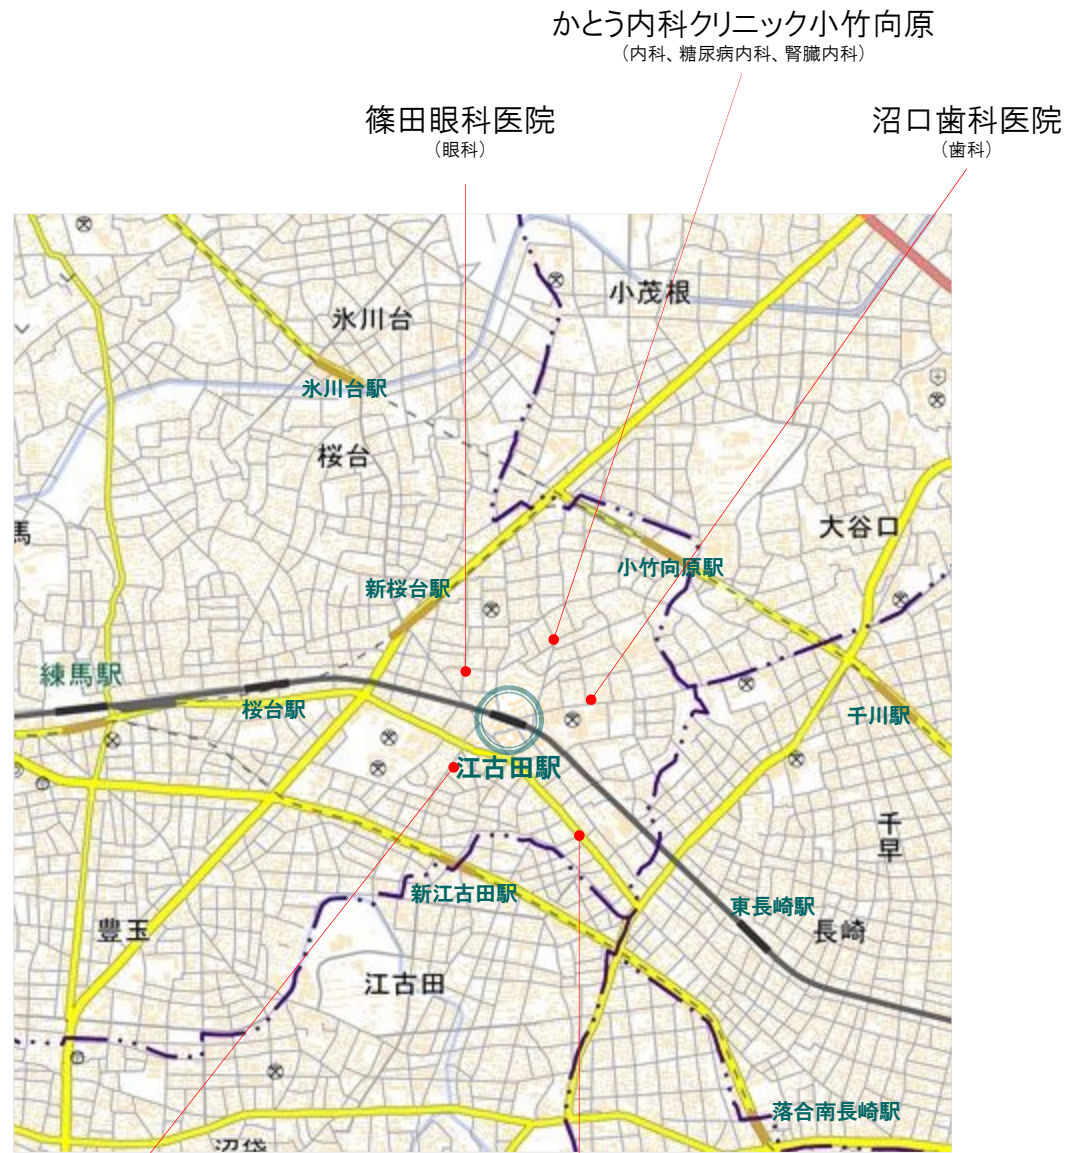 かとう内科クリニック小竹向原
（内科、糖尿病内科、腎臓内科）
篠田眼科医院
（眼科）
沼口歯科医院
（歯科）
小茂根
氷川台
氷川台駅
桜台
大谷口
馬
小竹向原駅
新桜台駅
練馬駅
桜台駅
千川駅
江古田駅
千早
新江古田駅
東長崎駅
豊玉
長崎
江古田
落合南長崎駅
沼袋